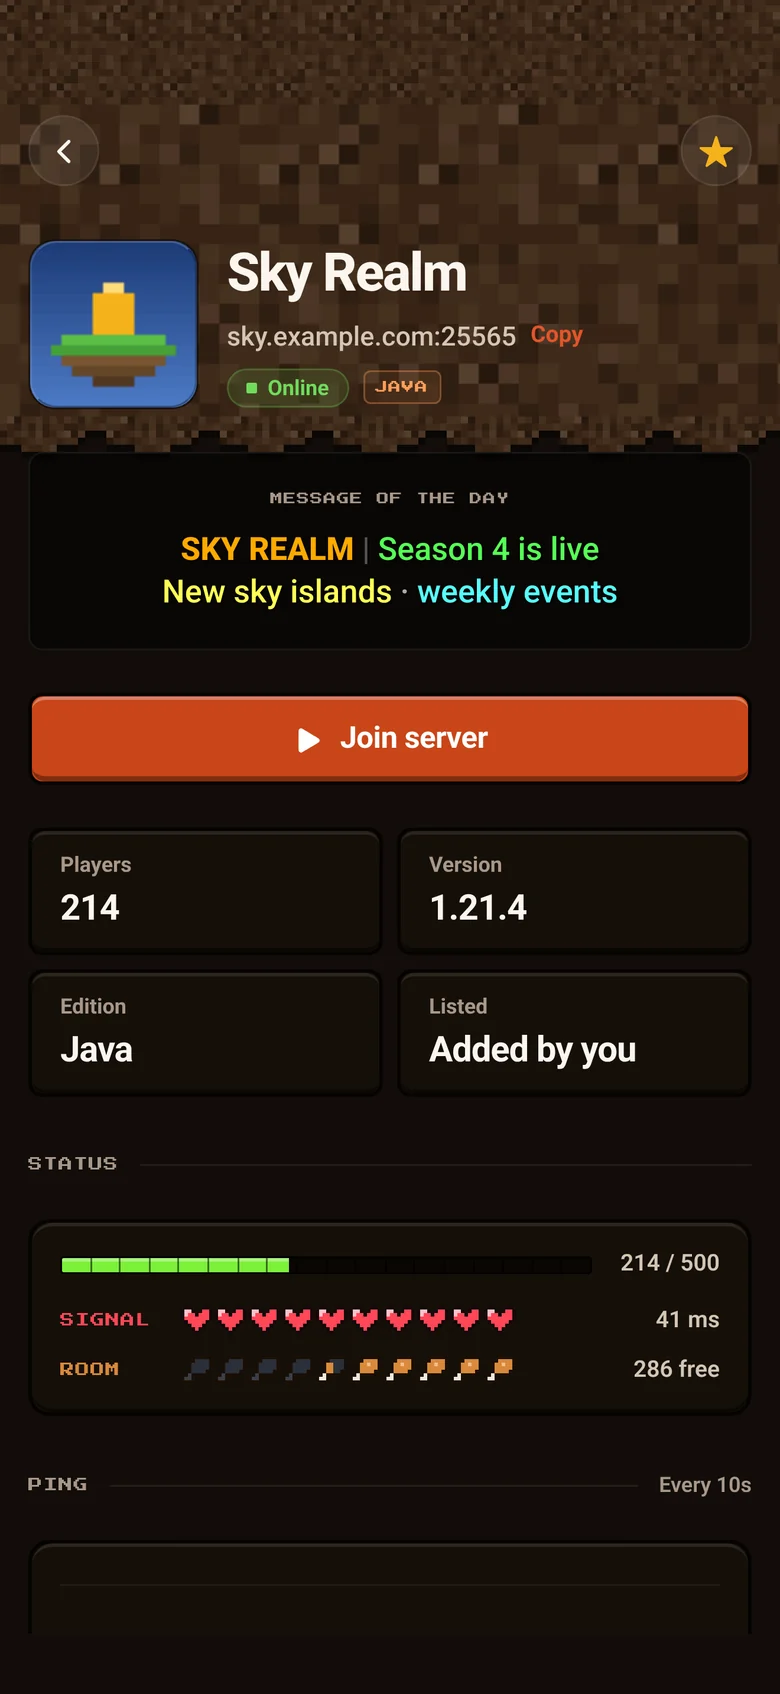 Sky Realm
sky.example.com:25565 Copy
Online JAVA
MESSAGE OF THE DAY
SKY REALM | Season 4 is live
New sky islands · weekly events
Join server
Players
214
Version
1.21.4
Edition
Java
Listed
Added by you
STATUS
214 / 500
SIGNAL 41 ms
ROOM 286 free
PING Every 10s